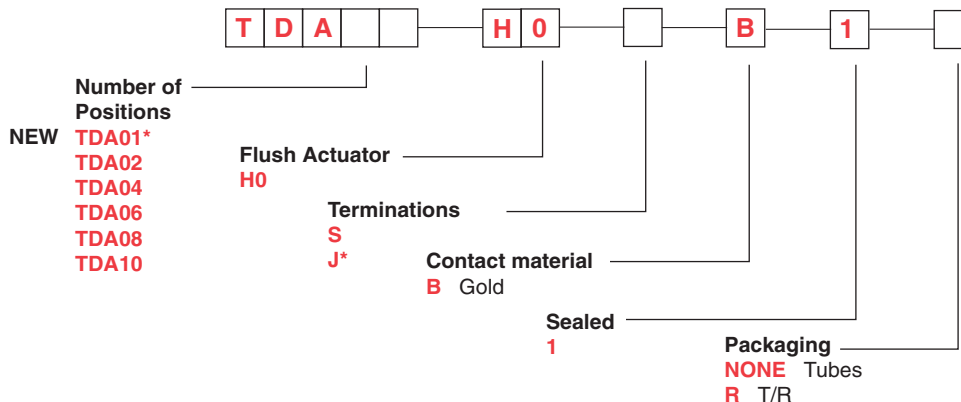 T D A H 0 B 1
Number of
Positions
NEW TDA01*
TDA02
TDA04
TDA06
TDA08
TDA10
Flush Actuator
H0
Terminations
S
J*
Contact material
B Gold
Sealed
1
Packaging
NONE Tubes
R T/R